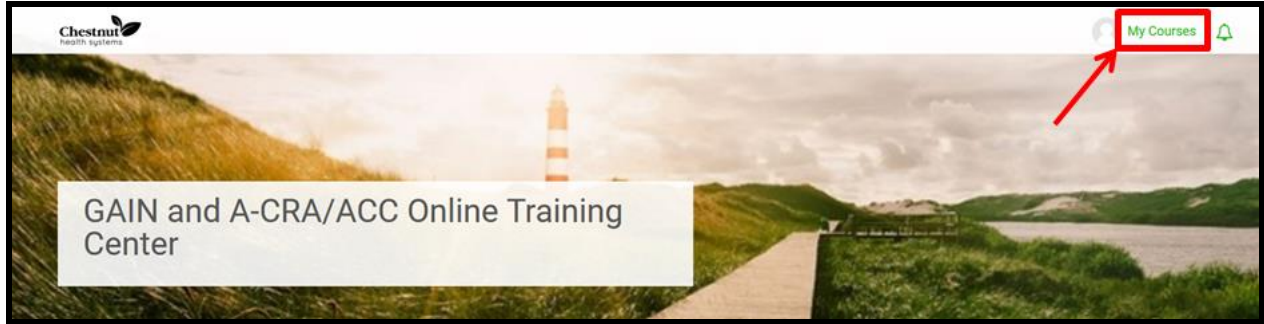 Chestnut
health systems
My Courses
GAIN and A-CRA/ACC Online Training
Center